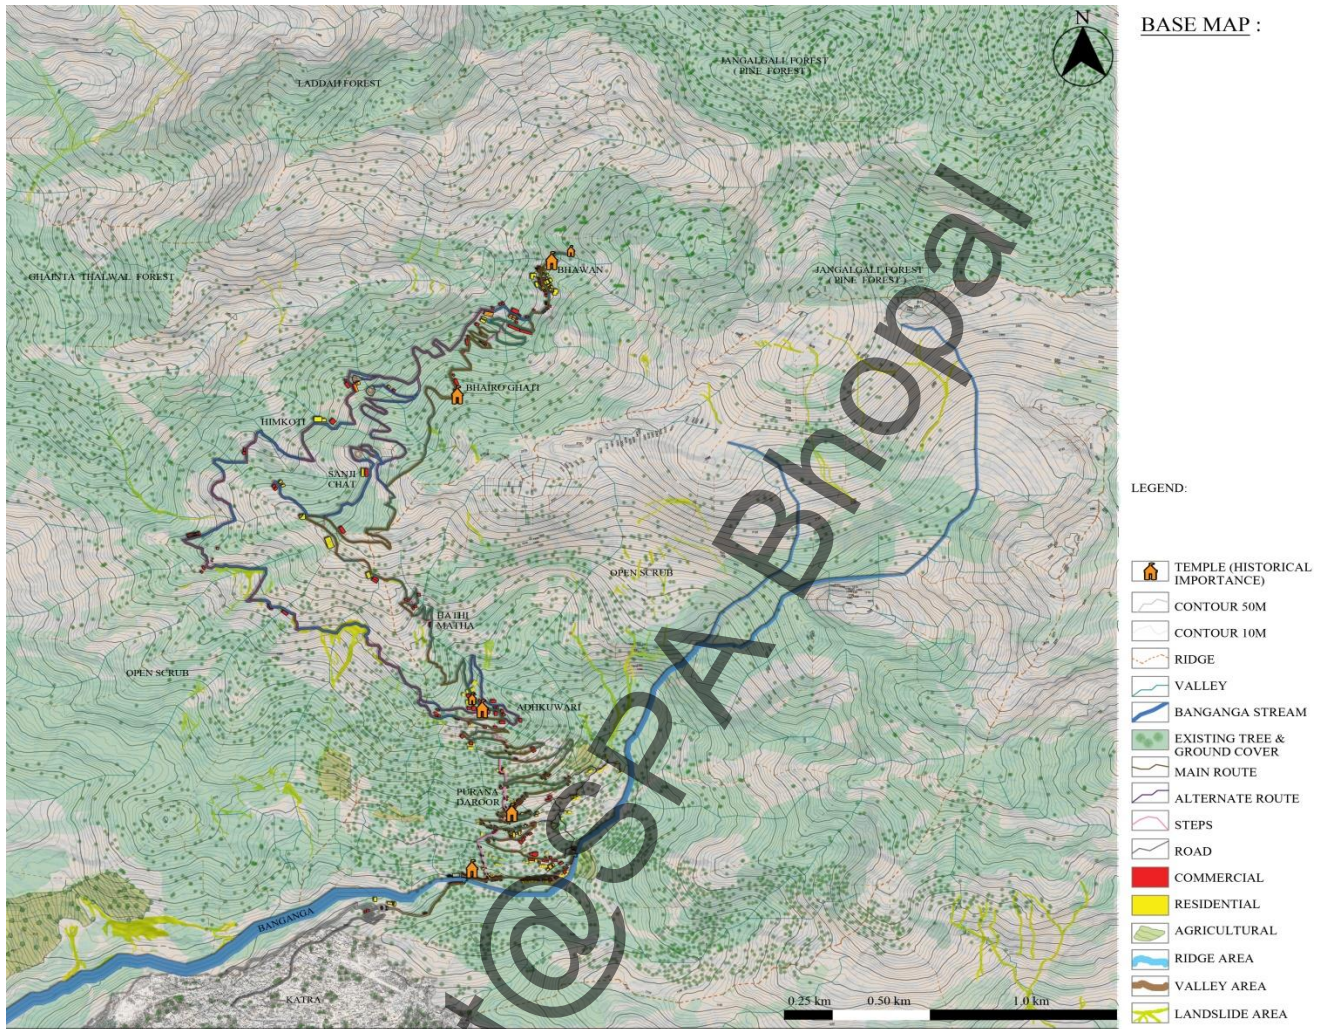 BASE MAP :
N
JANGALGALI FOREST
( PINE FOREST )
LADDAH FOREST
GHAINTA THALWAL FOREST
BHAWAN
JANGALGALI FOREST
( PINE FOREST )
BHAIRO GHATI
HIMKOTI
SANJI
CHAT
OPEN SCRUB
HATHI
MATHA
OPEN SCRUB
ADHKUWARI
PURANA
DAROOR
BANGANGA
KATRA
0.25 km 0.50 km 1.0 km
@SPA Bhopal
LEGEND:
TEMPLE (HISTORICAL
IMPORTANCE)
CONTOUR 50M
CONTOUR 10M
RIDGE
VALLEY
BANGANGA STREAM
EXISTING TREE &
GROUND COVER
MAIN ROUTE
ALTERNATE ROUTE
STEPS
ROAD
COMMERCIAL
RESIDENTIAL
AGRICULTURAL
RIDGE AREA
VALLEY AREA
LANDSLIDE AREA